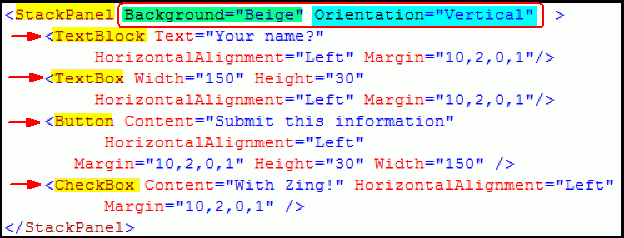 <StackPanel Background="Beige" Orientation="Vertical" >
<TextBlock Text="Your name?"
HorizontalAlignment="Left" Margin="10,2,0,1"/>
<TextBox Width="150" Height="30"
HorizontalAlignment="Left" Margin="10,2,0,1"/>
<Button Content="Submit this information"
HorizontalAlignment="Left"
Margin="10,2,0,1" Height="30" Width="150" />
<CheckBox Content="With Zing!" HorizontalAlignment="Left"
Margin="10,2,0,1" />
</StackPanel>